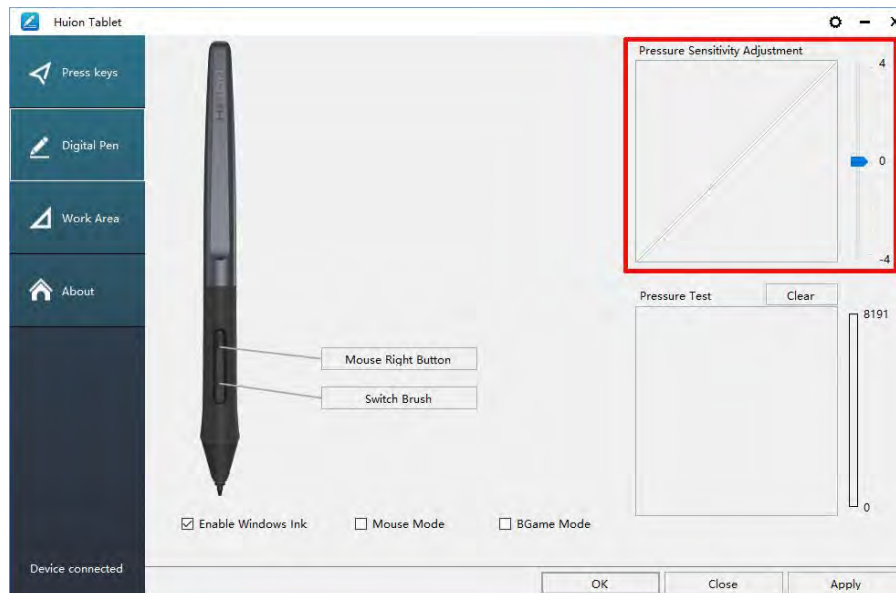 Huion Tablet
Press keys
Digital Pen
Work Area
About
Device connected
HUION
Mouse Right Button
Switch Brush
Enable Windows Ink
Mouse Mode
BGame Mode
Pressure Sensitivity Adjustment
4
0
-4
Pressure Test
Clear
8191
0
OK
Close
Apply